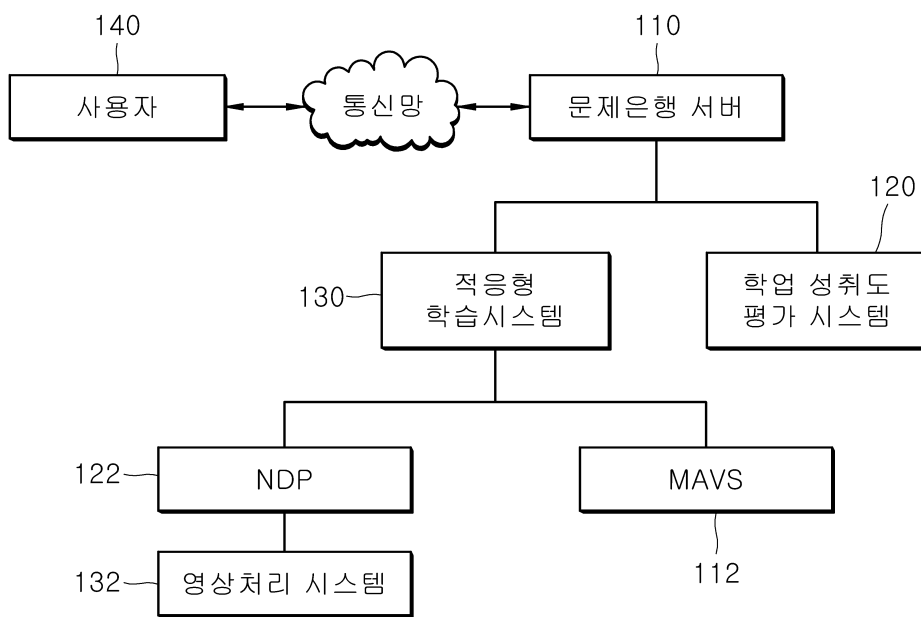 140
110
사용자
통신망
문제은행 서버
120
130
적응형
학습시스템
학업 성취도
평가 시스템
122
NDP
MAVS
132
영상처리 시스템
112